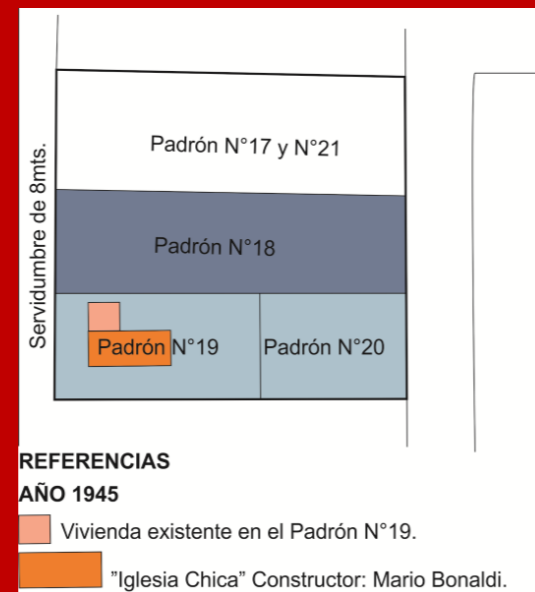 Padrón N°17 y N°21
Servidumbre de 8mts.
Padrón N°18
Padrón N°19
Padrón N°20
REFERENCIAS
AÑO 1945
Vivienda existente en el Padrón N°19.
"Iglesia Chica" Constructor: Mario Bonaldi.